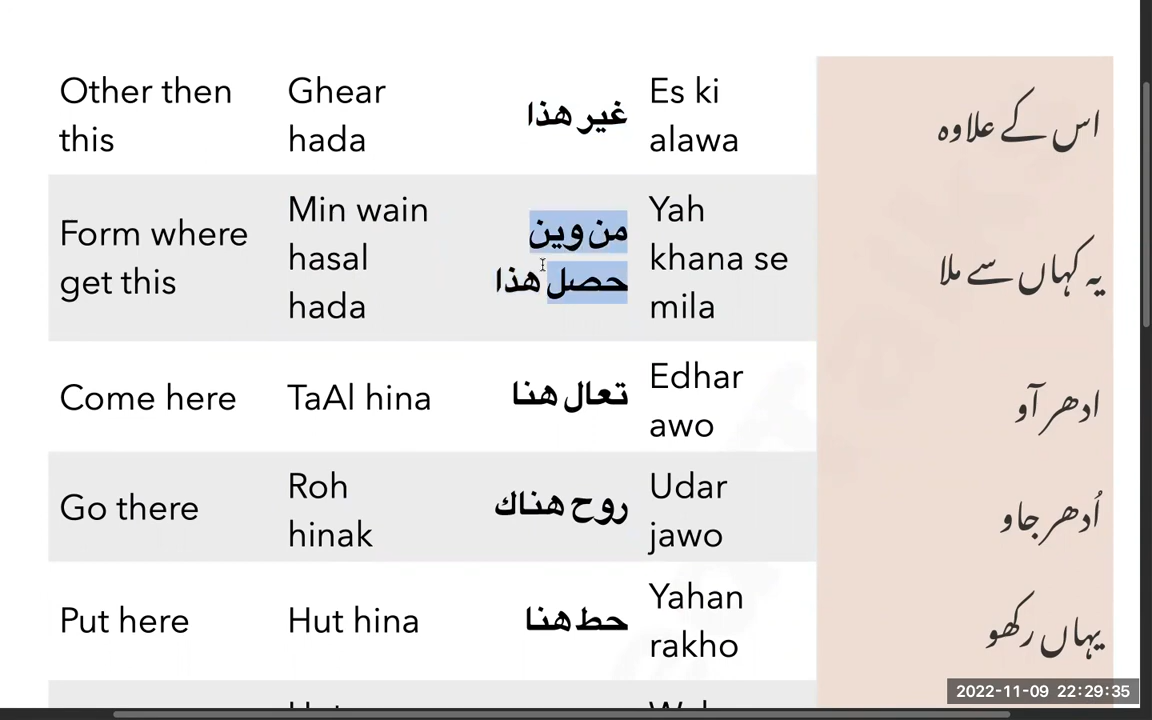 Other then
this
Ghear
hada
غير هذا
Es ki
alawa
اس کے علاوہ
Form where
get this
Min wain
hasal
hada
من وين
حصل هذا
Yah
khana se
mila
یہ کہاں سے ملا
Come here
TaAl hina
تعال هنا
Edhar
awo
ادھر آو
Go there
Roh
hinak
روح هناك
Udar
jawo
اُدھر جاو
Put here
Hut hina
حط هنا
Yahan
rakho
یہاں رکھو
2022-11-09 22:29:35